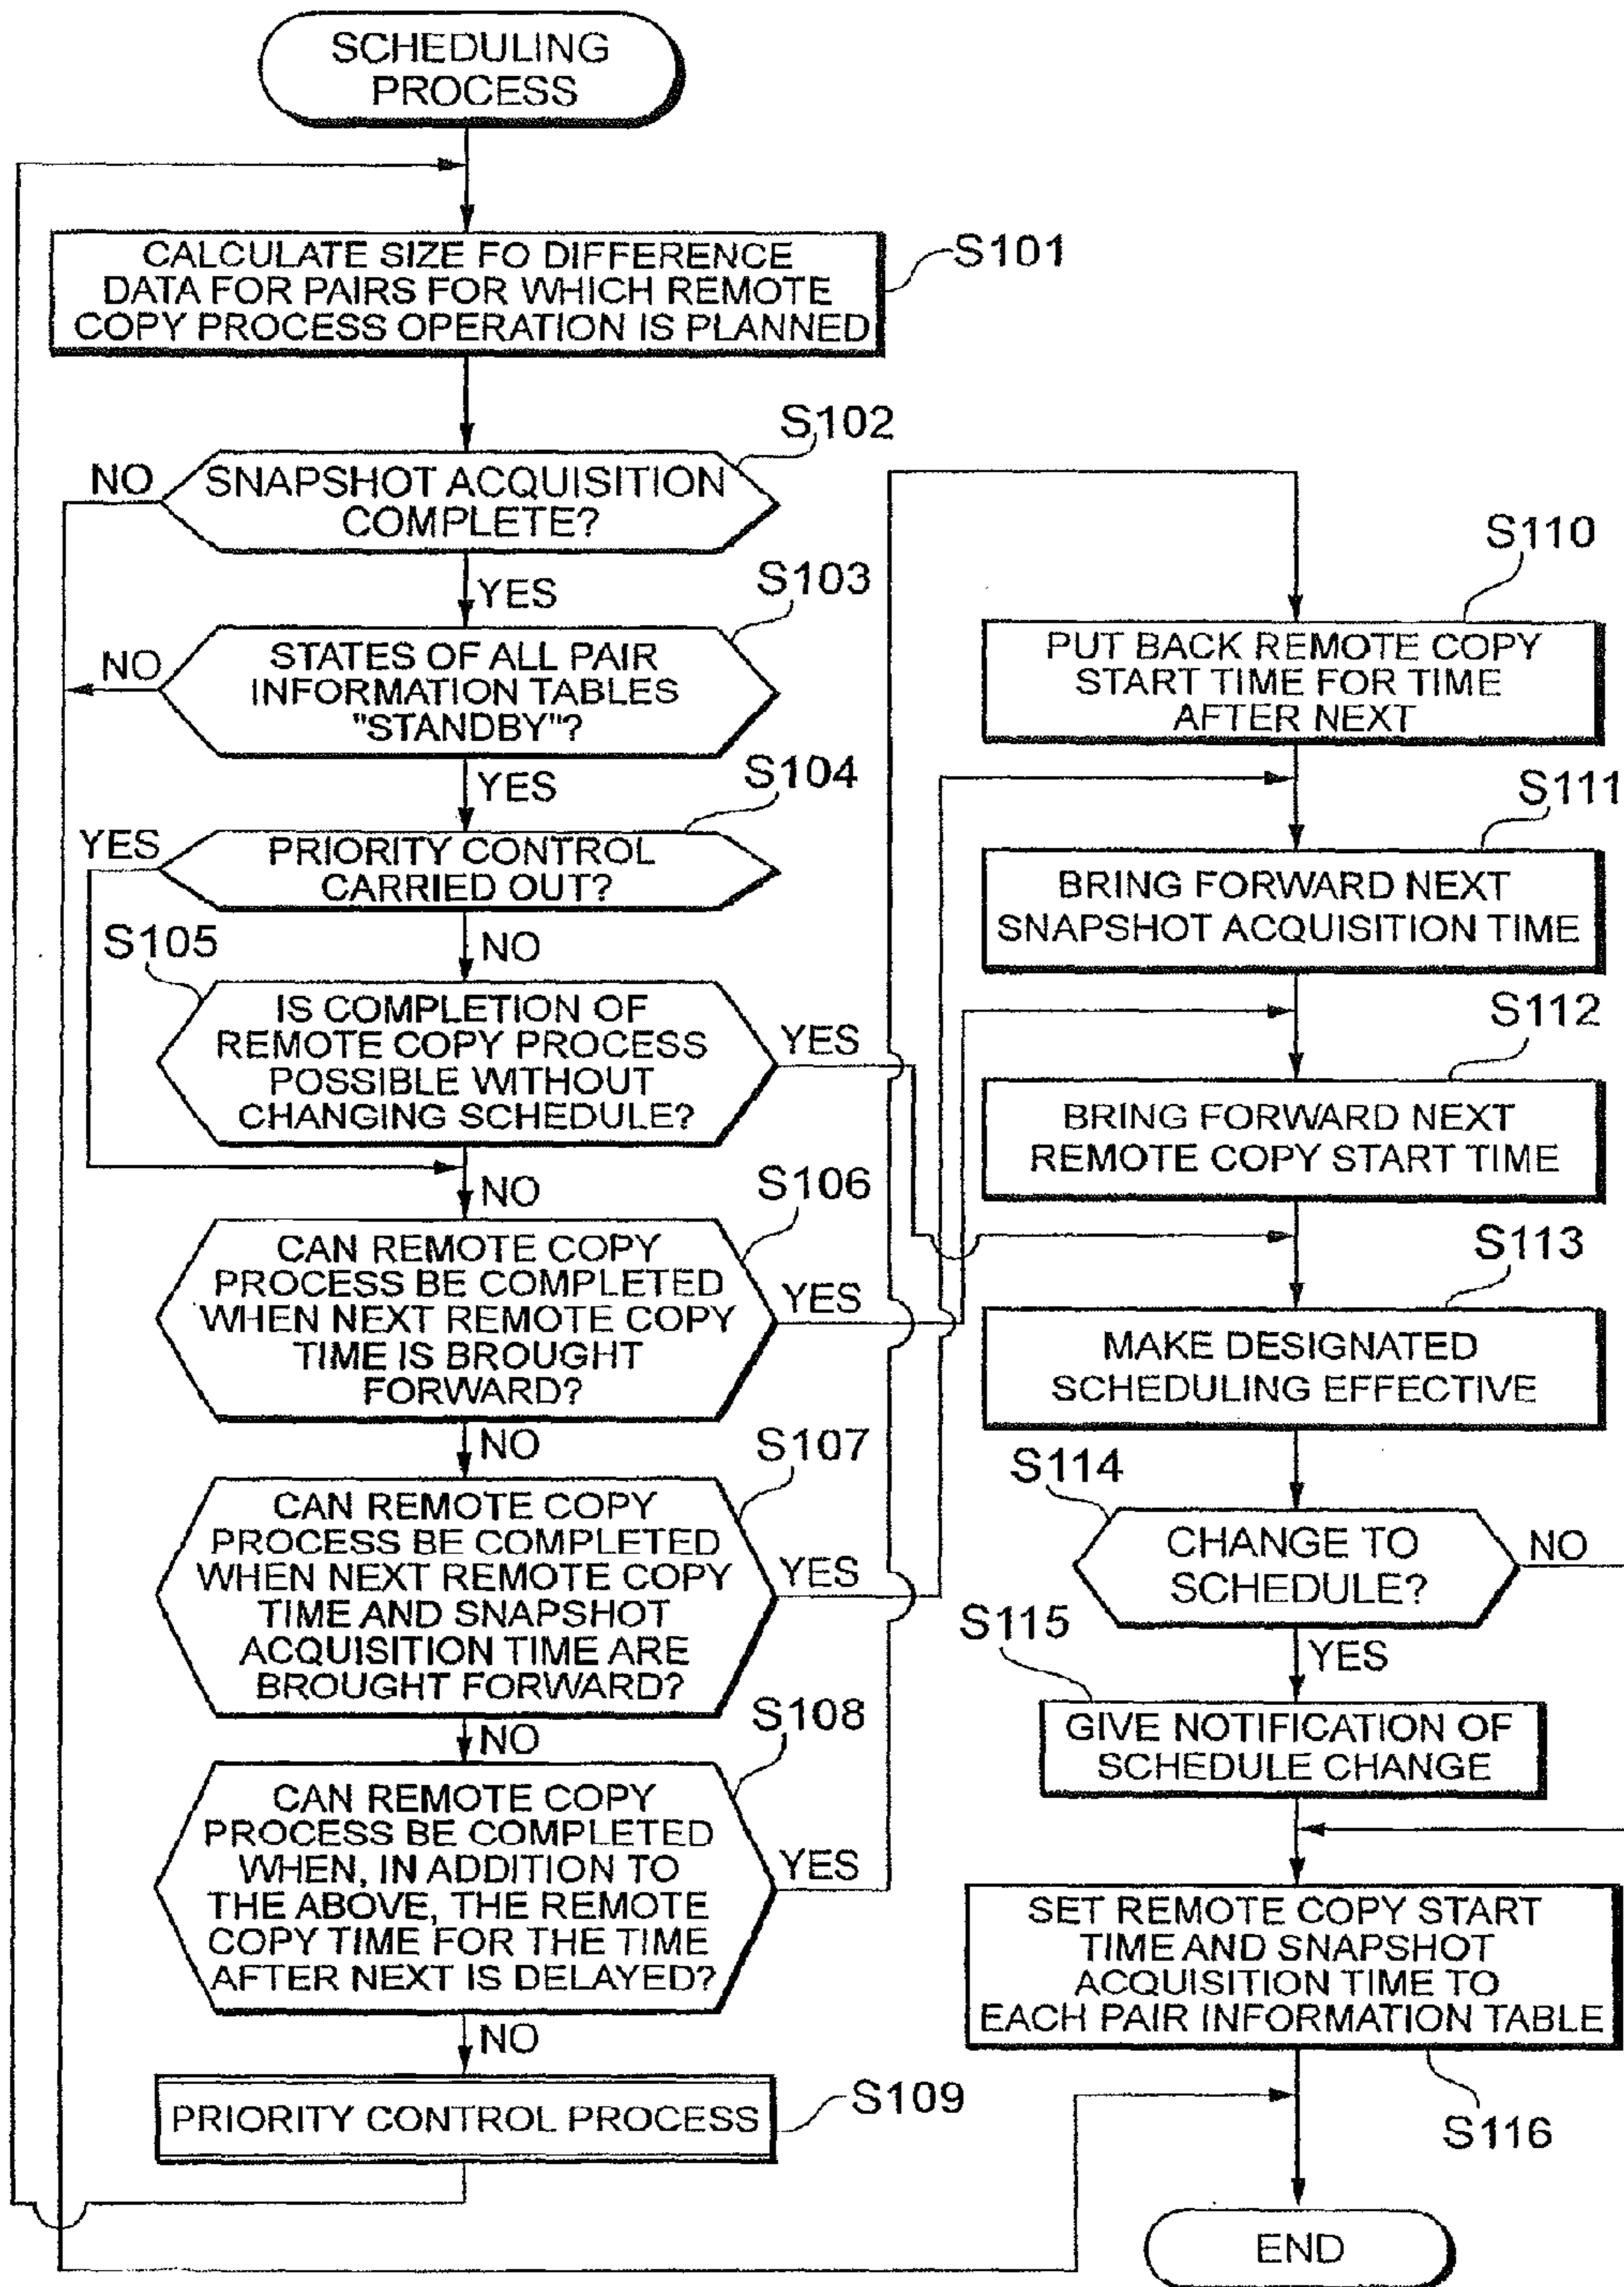 SCHEDULING
PROCESS
CALCULATE SIZE FO DIFFERENCE
DATA FOR PAIRS FOR WHICH REMOTE
COPY PROCESS OPERATION IS PLANNED
S101
S102
NO
SNAPSHOT ACQUISITION
COMPLETE?
YES
S103
NO
STATES OF ALL PAIR
INFORMATION TABLES
"STANDBY"?
YES
S104
YES
PRIORITY CONTROL
CARRIED OUT?
NO
S105
IS COMPLETION OF
REMOTE COPY PROCESS
POSSIBLE WITHOUT
CHANGING SCHEDULE?
YES
NO
S106
CAN REMOTE COPY
PROCESS BE COMPLETED
WHEN NEXT REMOTE COPY
TIME IS BROUGHT
FORWARD?
YES
NO
S107
CAN REMOTE COPY
PROCESS BE COMPLETED
WHEN NEXT REMOTE COPY
TIME AND SNAPSHOT
ACQUISITION TIME ARE
BROUGHT FORWARD?
YES
NO
S108
CAN REMOTE COPY
PROCESS BE COMPLETED
WHEN, IN ADDITION TO
THE ABOVE, THE REMOTE
COPY TIME FOR THE TIME
AFTER NEXT IS DELAYED?
YES
NO
PRIORITY CONTROL PROCESS
S109
S110
PUT BACK REMOTE COPY
START TIME FOR TIME
AFTER NEXT
S111
BRING FORWARD NEXT
SNAPSHOT ACQUISITION TIME
S112
BRING FORWARD NEXT
REMOTE COPY START TIME
S113
MAKE DESIGNATED
SCHEDULING EFFECTIVE
S114
CHANGE TO
SCHEDULE?
NO
YES
S115
GIVE NOTIFICATION OF
SCHEDULE CHANGE
SET REMOTE COPY START
TIME AND SNAPSHOT
ACQUISITION TIME TO
EACH PAIR INFORMATION TABLE
S116
END